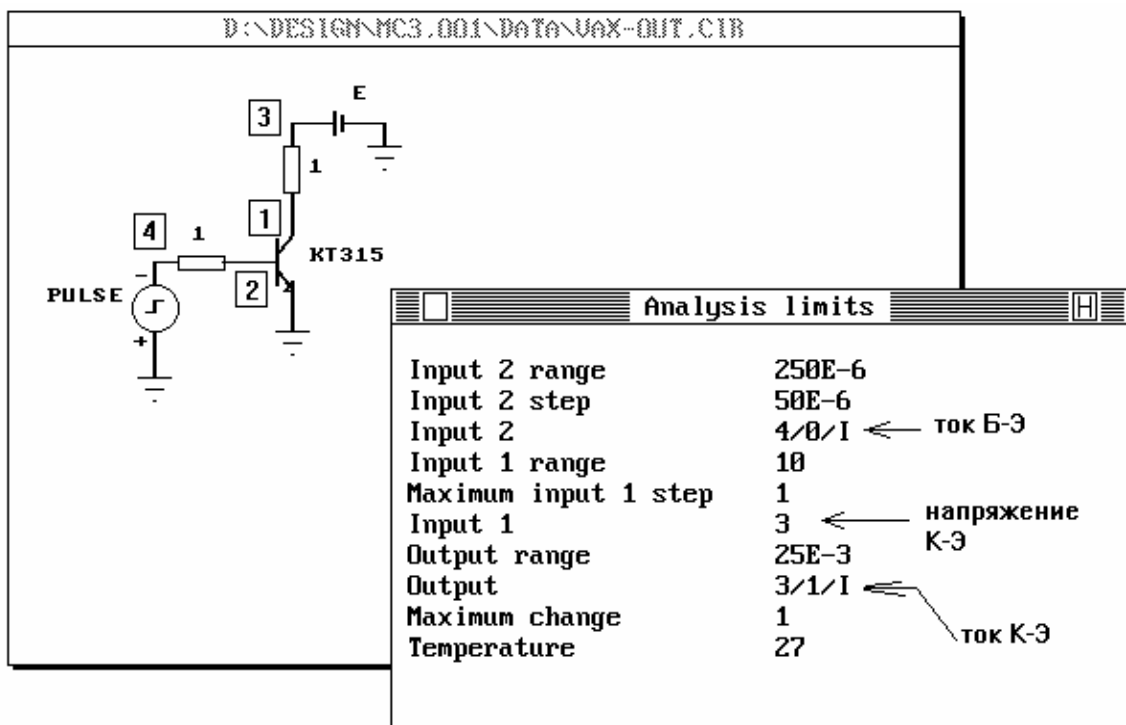 D:\DESIGN\MC3.001\DATA\VAX-OUT.CIR
E
3
1
1
4
1
KT315
2
PULSE
-
+
Analysis limits
H
Input 2 range 250E-6
Input 2 step 50E-6
Input 2 4/0/I ток Б-Э
Input 1 range 10
Maximum input 1 step 1
Input 1 3 напряжение
К-Э
Output range 25E-3
Output 3/1/I
Maximum change 1
Temperature 27
ток К-Э